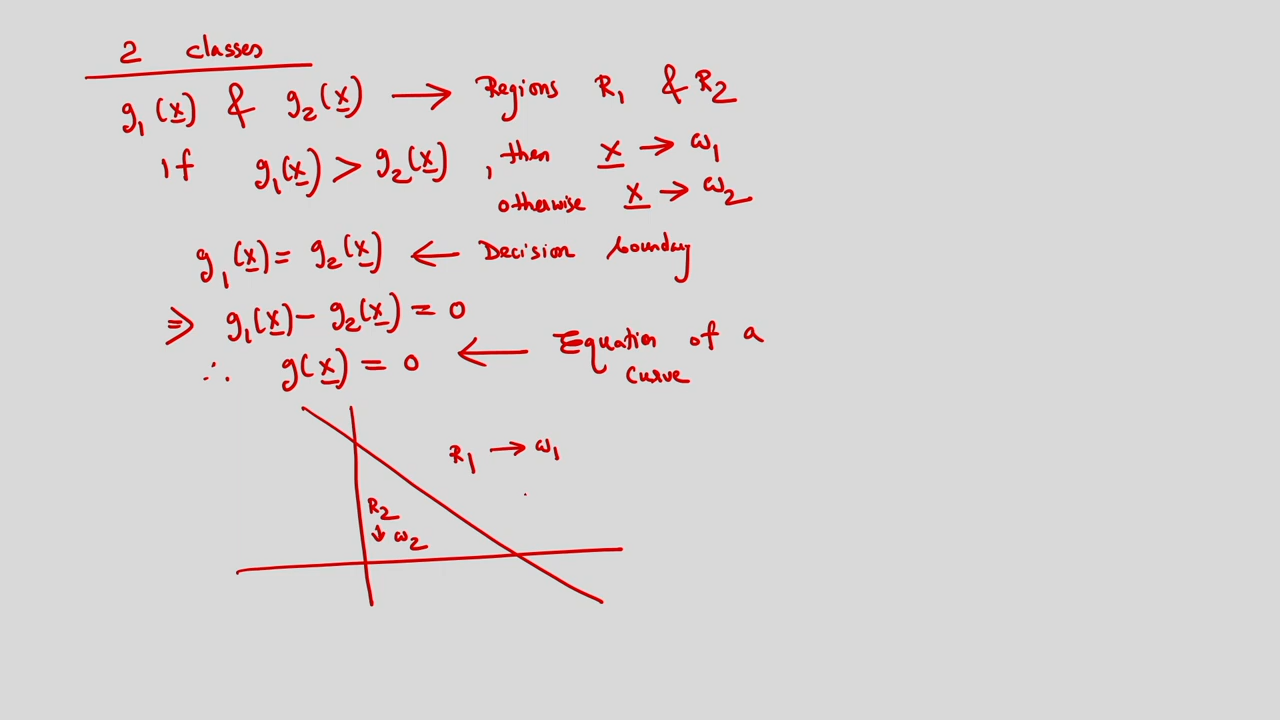 2 classes
g₁(x) & g₂(x) → Regions R₁ & R₂
if g₁(x) > g₂(x), then x → ω₁
otherwise x → ω₂
g₁(x) = g₂(x) ← Decision boundary
⇒ g₁(x) − g₂(x) = 0
∴ g(x) = 0 ← Equation of a
curve
R₁ → ω₁
R₂
↓ ω₂